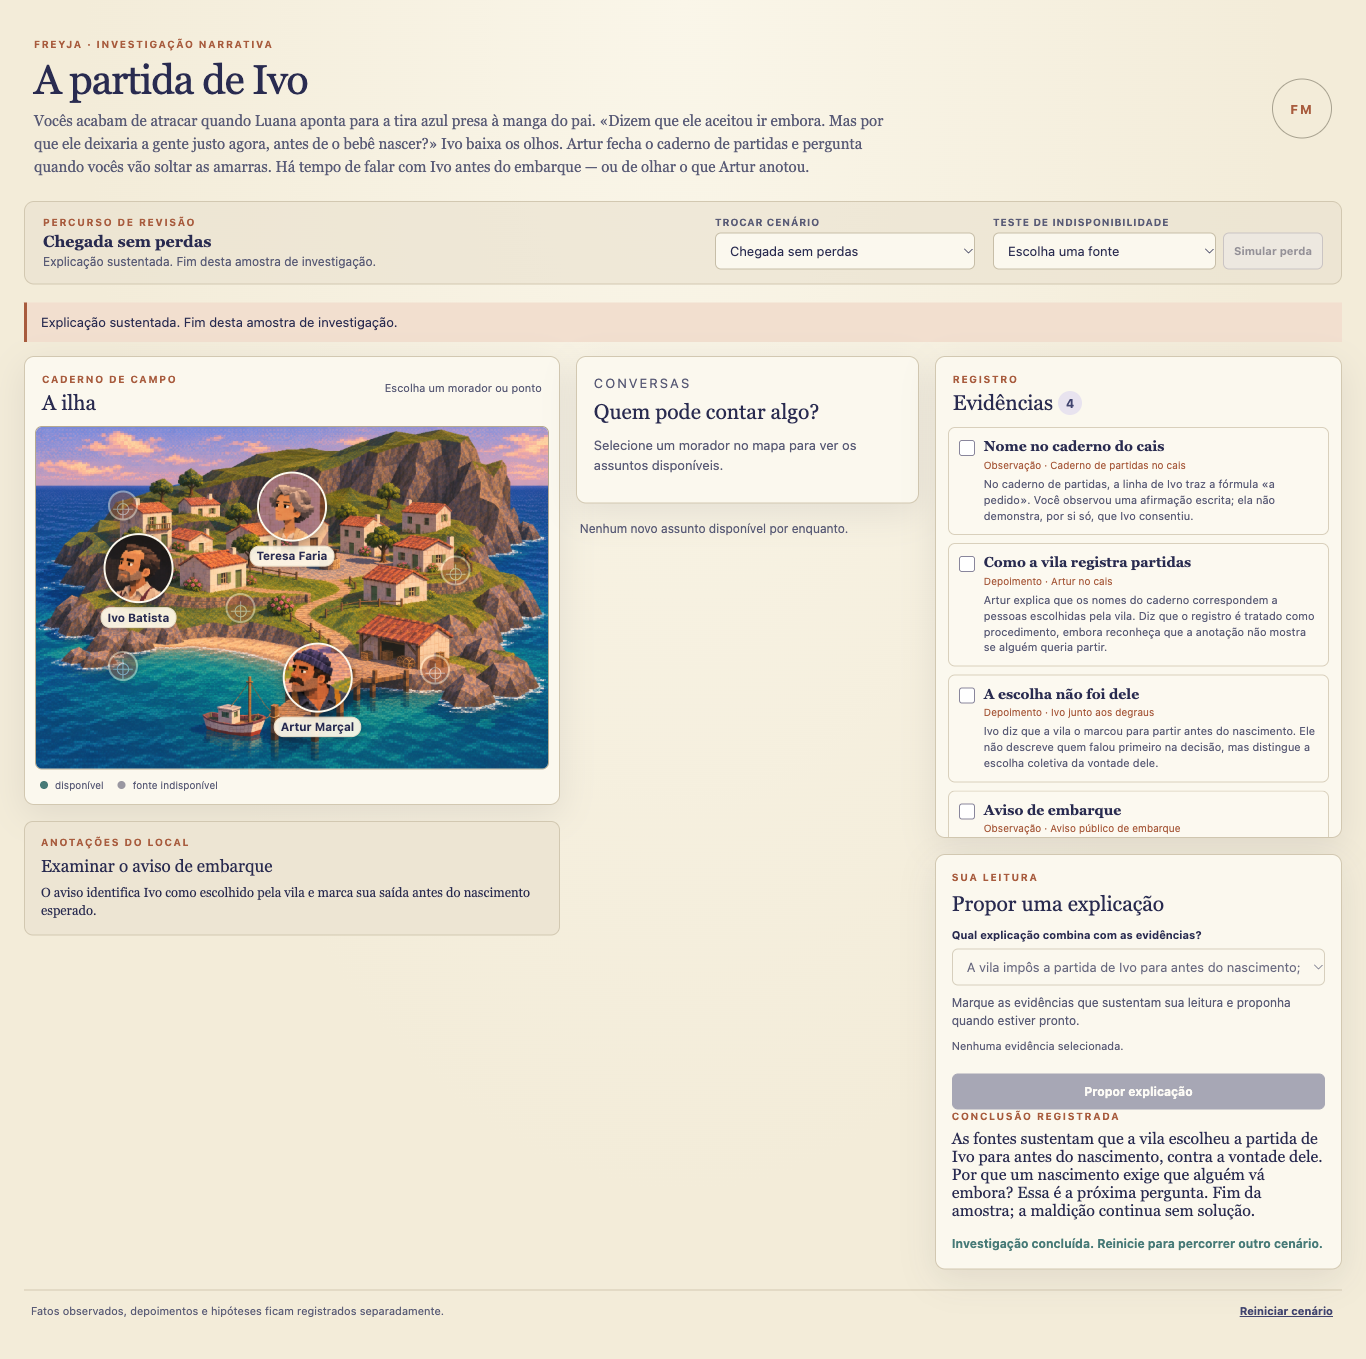 FREYJA · INVESTIGAÇÃO NARRATIVA
A partida de Ivo
Vocês acabam de atracar quando Luana aponta para a tira azul presa à manga do pai. «Dizem que ele aceitou ir embora. Mas por
que ele deixaria a gente justo agora, antes de o bebê nascer?» Ivo baixa os olhos. Artur fecha o caderno de partidas e pergunta
quando vocês vão soltar as amarras. Há tempo de falar com Ivo antes do embarque — ou de olhar o que Artur anotou.
FM
PERCURSO DE REVISÃO
Chegada sem perdas
Explicação sustentada. Fim desta amostra de investigação.
TROCAR CENÁRIO
Chegada sem perdas
TESTE DE INDISPONIBILIDADE
Escolha uma fonte
Simular perda
Explicação sustentada. Fim desta amostra de investigação.
CADERNO DE CAMPO
A ilha
Escolha um morador ou ponto
Teresa Faria
Ivo Batista
Artur Marçal
disponível
fonte indisponível
ANOTAÇÕES DO LOCAL
Examinar o aviso de embarque
O aviso identifica Ivo como escolhido pela vila e marca sua saída antes do nascimento
esperado.
CONVERSAS
Quem pode contar algo?
Selecione um morador no mapa para ver os
assuntos disponíveis.
Nenhum novo assunto disponível por enquanto.
REGISTRO
Evidências 4
Nome no caderno do cais
Observação · Caderno de partidas no cais
No caderno de partidas, a linha de Ivo traz a fórmula «a
pedido». Você observou uma afirmação escrita; ela não
demonstra, por si só, que Ivo consentiu.
Como a vila registra partidas
Depoimento · Artur no cais
Artur explica que os nomes do caderno correspondem a
pessoas escolhidas pela vila. Diz que o registro é tratado como
procedimento, embora reconheça que a anotação não mostra
se alguém queria partir.
A escolha não foi dele
Depoimento · Ivo junto aos degraus
Ivo diz que a vila o marcou para partir antes do nascimento. Ele
não descreve quem falou primeiro na decisão, mas distingue a
escolha coletiva da vontade dele.
Aviso de embarque
Observação · Aviso público de embarque
SUA LEITURA
Propor uma explicação
Qual explicação combina com as evidências?
A vila impôs a partida de Ivo para antes do nascimento;
Marque as evidências que sustentam sua leitura e proponha
quando estiver pronto.
Nenhuma evidência selecionada.
Propor explicação
CONCLUSÃO REGISTRADA
As fontes sustentam que a vila escolheu a partida de
Ivo para antes do nascimento, contra a vontade dele.
Por que um nascimento exige que alguém vá
embora? Essa é a próxima pergunta. Fim da
amostra; a maldição continua sem solução.
Investigação concluída. Reinicie para percorrer outro cenário.
Fatos observados, depoimentos e hipóteses ficam registrados separadamente.
Reiniciar cenário